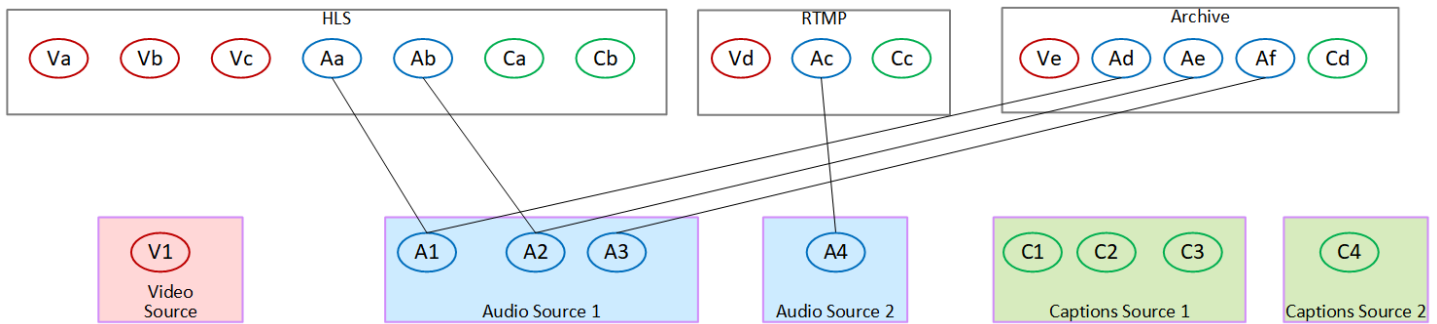 HLS
Va Vb Vc Aa Ab Ca Cb
RTMP
Vd Ac Cc
Archive
Ve Ad Ae Af Cd
V1
Video
Source
A1 A2 A3
Audio Source 1
A4
Audio Source 2
C1 C2 C3
Captions Source 1
C4
Captions Source 2